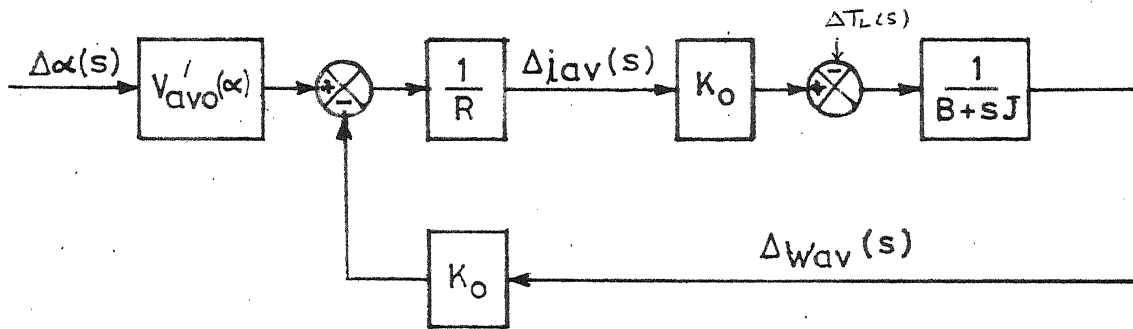 Δα(s)
V′avo(α)
+
-
1
R
Δiav(s)
Ko
ΔTL(s)
-
+
1
B+sJ
Ko
ΔWav(s)